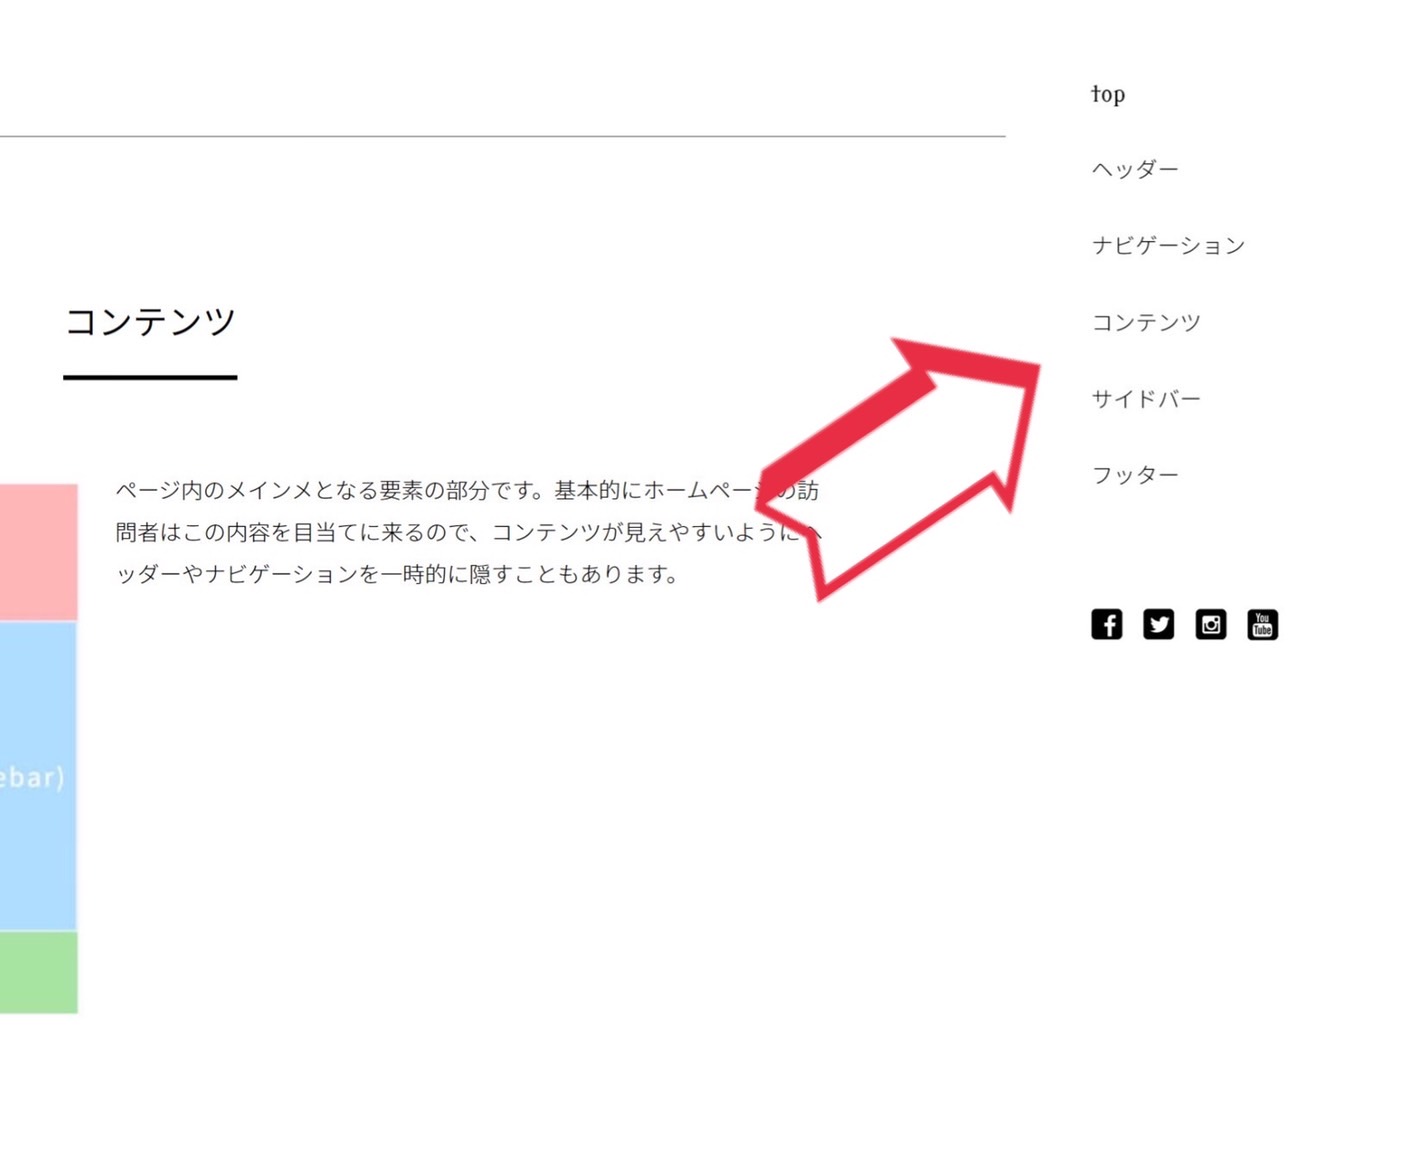 top
ヘッダー
ナビゲーション
コンテンツ
サイドバー
フッター
コンテンツ
ページ内のメインメとなる要素の部分です。基本的にホームページの訪
問者はこの内容を目当てに来るので、コンテンツが見えやすいようにヘ
ッダーやナビゲーションを一時的に隠すこともあります。
ebar)
You
Tube